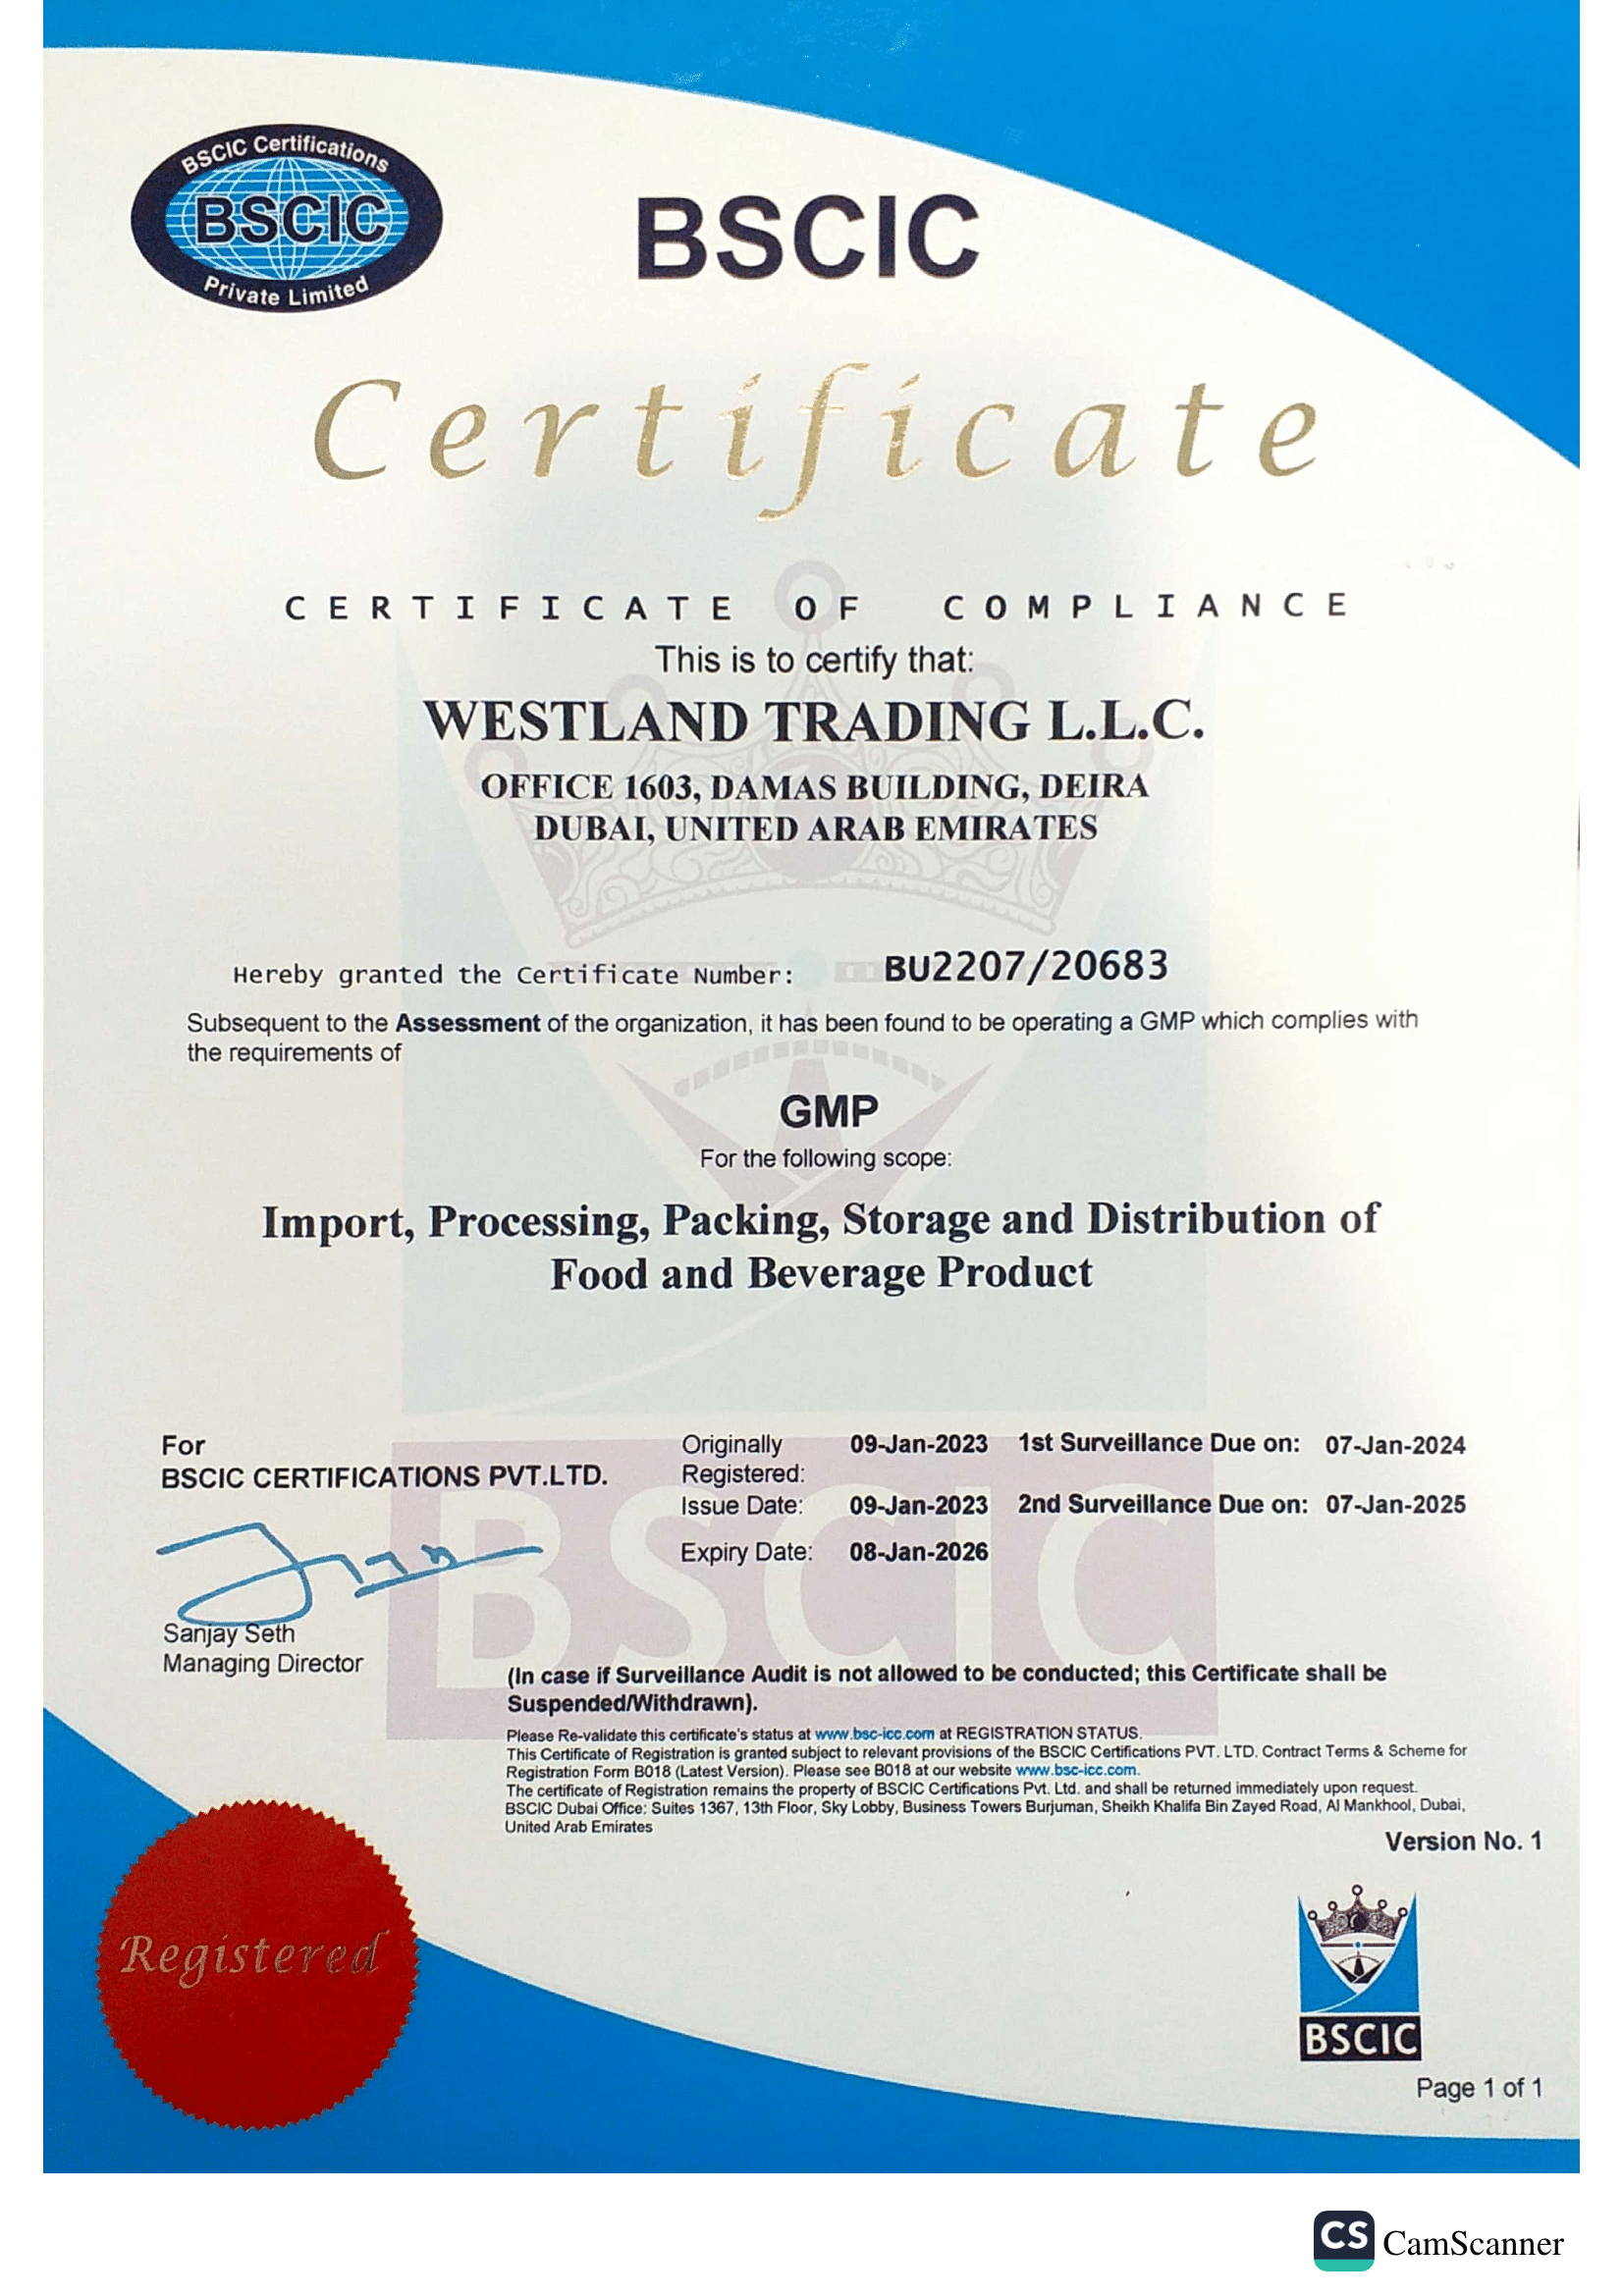 BSCIC Certifications
BSCIC
Private Limited
BSCIC
Certificate
CERTIFICATE OF COMPLIANCE
This is to certify that:
WESTLAND TRADING L.L.C.
OFFICE 1603, DAMAS BUILDING, DEIRA
DUBAI, UNITED ARAB EMIRATES
Hereby granted the Certificate Number: BU2207/20683
Subsequent to the Assessment of the organization, it has been found to be operating a GMP which complies with
the requirements of
GMP
For the following scope:
Import, Processing, Packing, Storage and Distribution of
Food and Beverage Product
For
BSCIC CERTIFICATIONS PVT.LTD.
Originally 09-Jan-2023 1st Surveillance Due on: 07-Jan-2024
Registered:
Issue Date: 09-Jan-2023 2nd Surveillance Due on: 07-Jan-2025
Expiry Date: 08-Jan-2026
BSCIC
Sanjay Seth
Managing Director
(In case if Surveillance Audit is not allowed to be conducted; this Certificate shall be
Suspended/Withdrawn).
Please Re-validate this certificate's status at www.bsc-icc.com at REGISTRATION STATUS.
This Certificate of Registration is granted subject to relevant provisions of the BSCIC Certifications PVT. LTD. Contract Terms & Scheme for
Registration Form B018 (Latest Version). Please see B018 at our website www.bsc-icc.com.
The certificate of Registration remains the property of BSCIC Certifications Pvt. Ltd. and shall be returned immediately upon request.
BSCIC Dubai Office: Suites 1367, 13th Floor, Sky Lobby, Business Towers Burjuman, Sheikh Khalifa Bin Zayed Road, Al Mankhool, Dubai,
United Arab Emirates
Version No. 1
Registered
BSCIC
Page 1 of 1
CS CamScanner